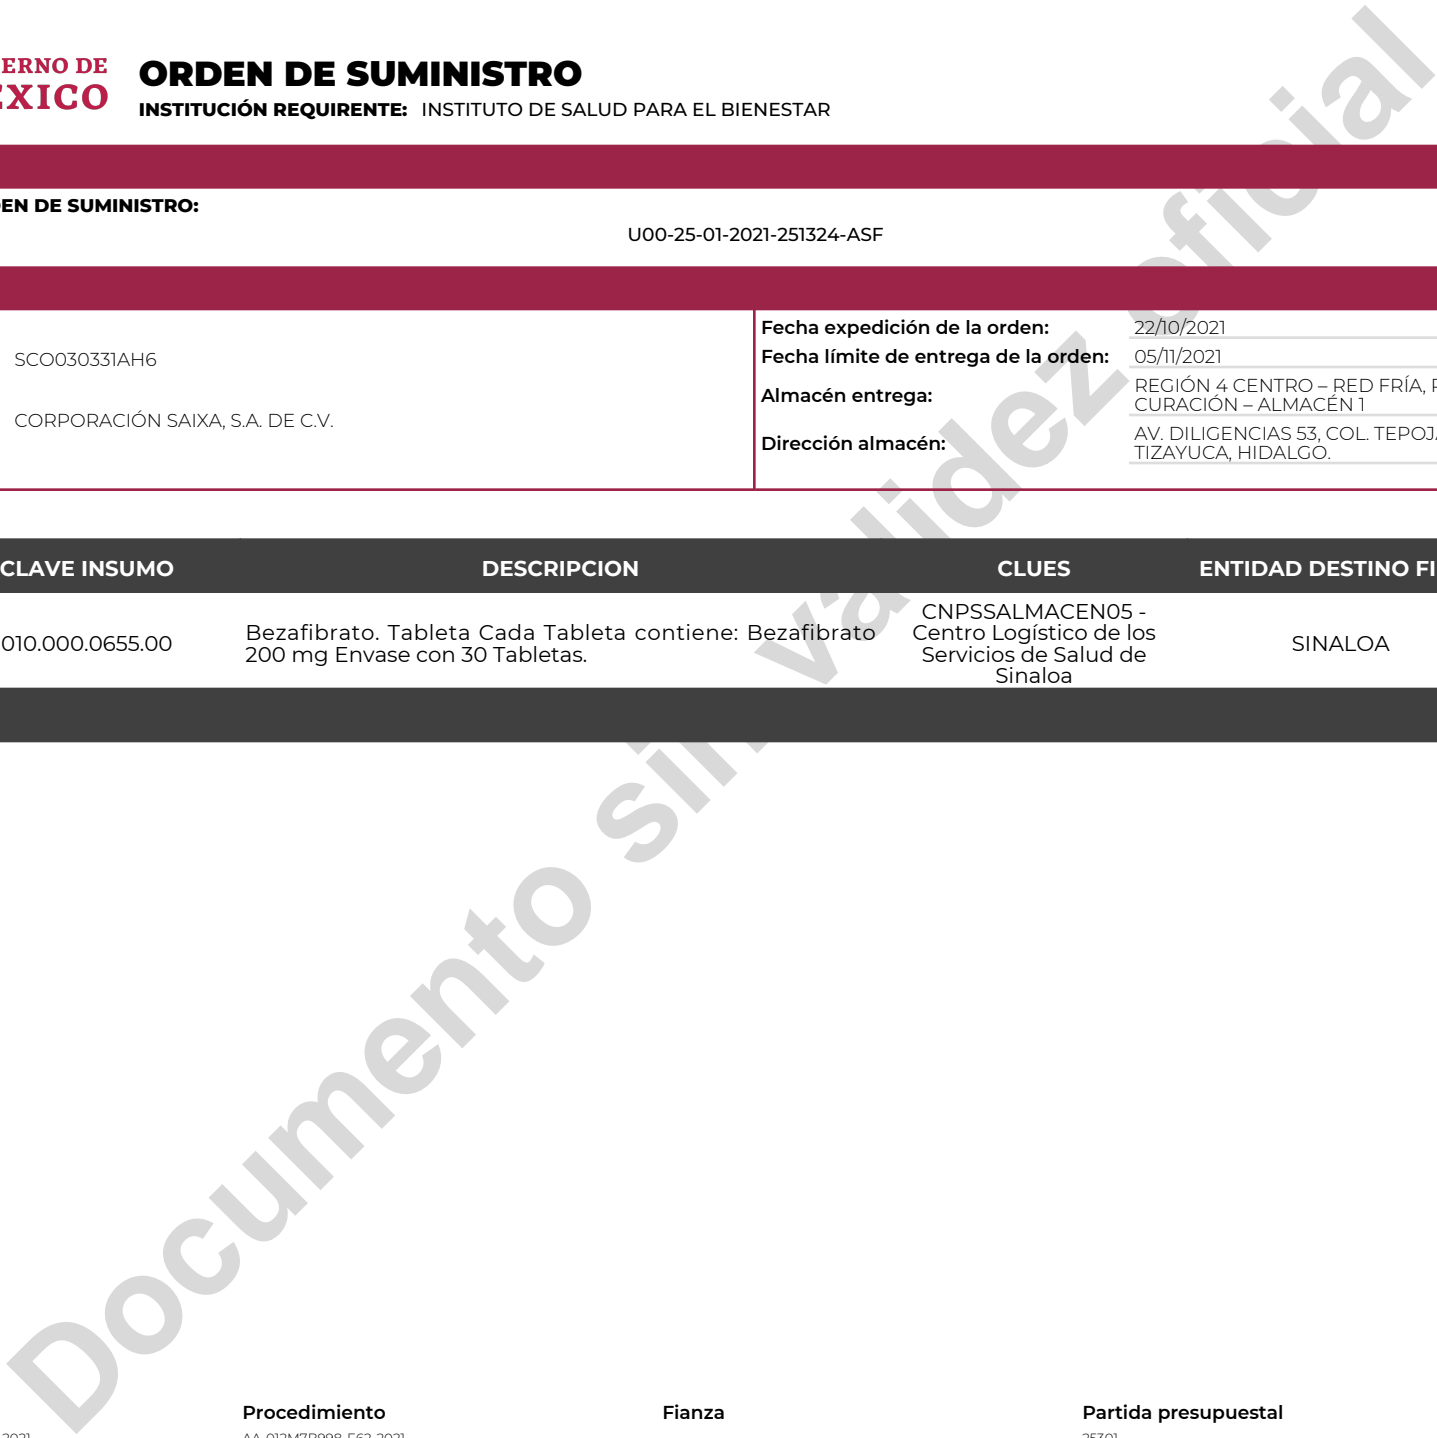 ERNO DE
ÉXICO
ORDEN DE SUMINISTRO
INSTITUCIÓN REQUIRENTE: INSTITUTO DE SALUD PARA EL BIENESTAR
EN DE SUMINISTRO:
U00-25-01-2021-251324-ASF
SCO030331AH6
CORPORACIÓN SAIXA, S.A. DE C.V.
Fecha expedición de la orden: 22/10/2021
Fecha límite de entrega de la orden: 05/11/2021
Almacén entrega: REGIÓN 4 CENTRO – RED FRÍA,
CURACIÓN – ALMACÉN 1
Dirección almacén: AV. DILIGENCIAS 53, COL. TEPOJ
TIZAYUCA, HIDALGO.
CLAVE INSUMO DESCRIPCION CLUES ENTIDAD DESTINO FI
010.000.0655.00
Bezafibrato. Tableta Cada Tableta contiene: Bezafibrato
200 mg Envase con 30 Tabletas.
CNPSSALMACEN05 -
Centro Logístico de los
Servicios de Salud de
Sinaloa
SINALOA
Documento sin validez oficial
Procedimiento Fianza Partida presupuestal